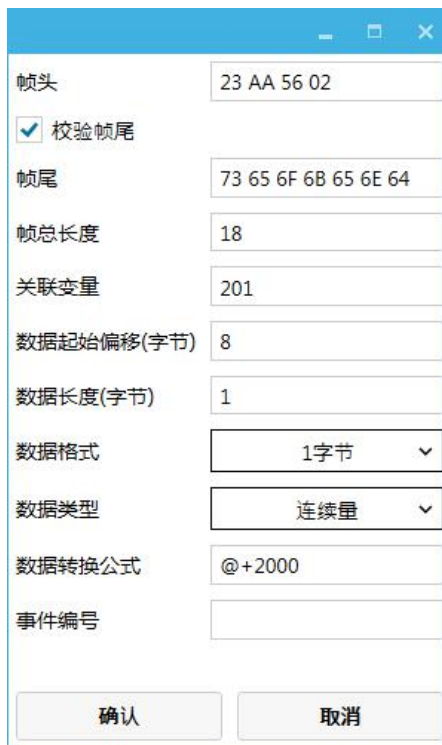 帧头 23 AA 56 02
校验帧尾
帧尾 73 65 6F 6B 65 6E 64
帧总长度 18
关联变量 201
数据起始偏移(字节) 8
数据长度(字节) 1
数据格式 1字节
数据类型 连续量
数据转换公式 @+2000
事件编号
确认 取消